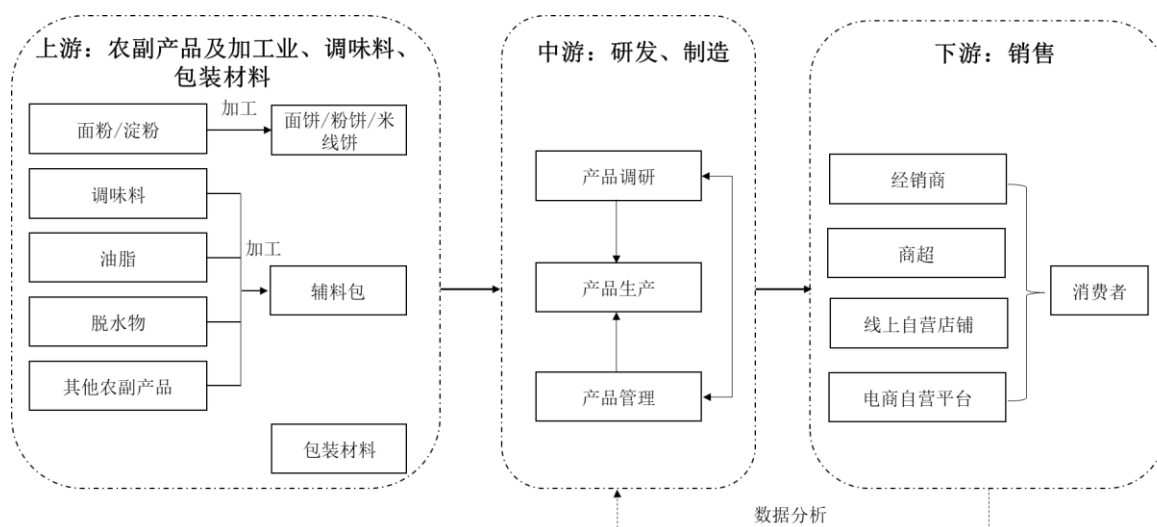 上游：农副产品及加工业、调味料、
包装材料
面粉/淀粉
加工
面饼/粉饼/米
线饼
调味料
油脂
脱水物
其他农副产品
加工
辅料包
包装材料
中游：研发、制造
产品调研
产品生产
产品管理
下游：销售
经销商
商超
线上自营店铺
电商自营平台
消费者
数据分析